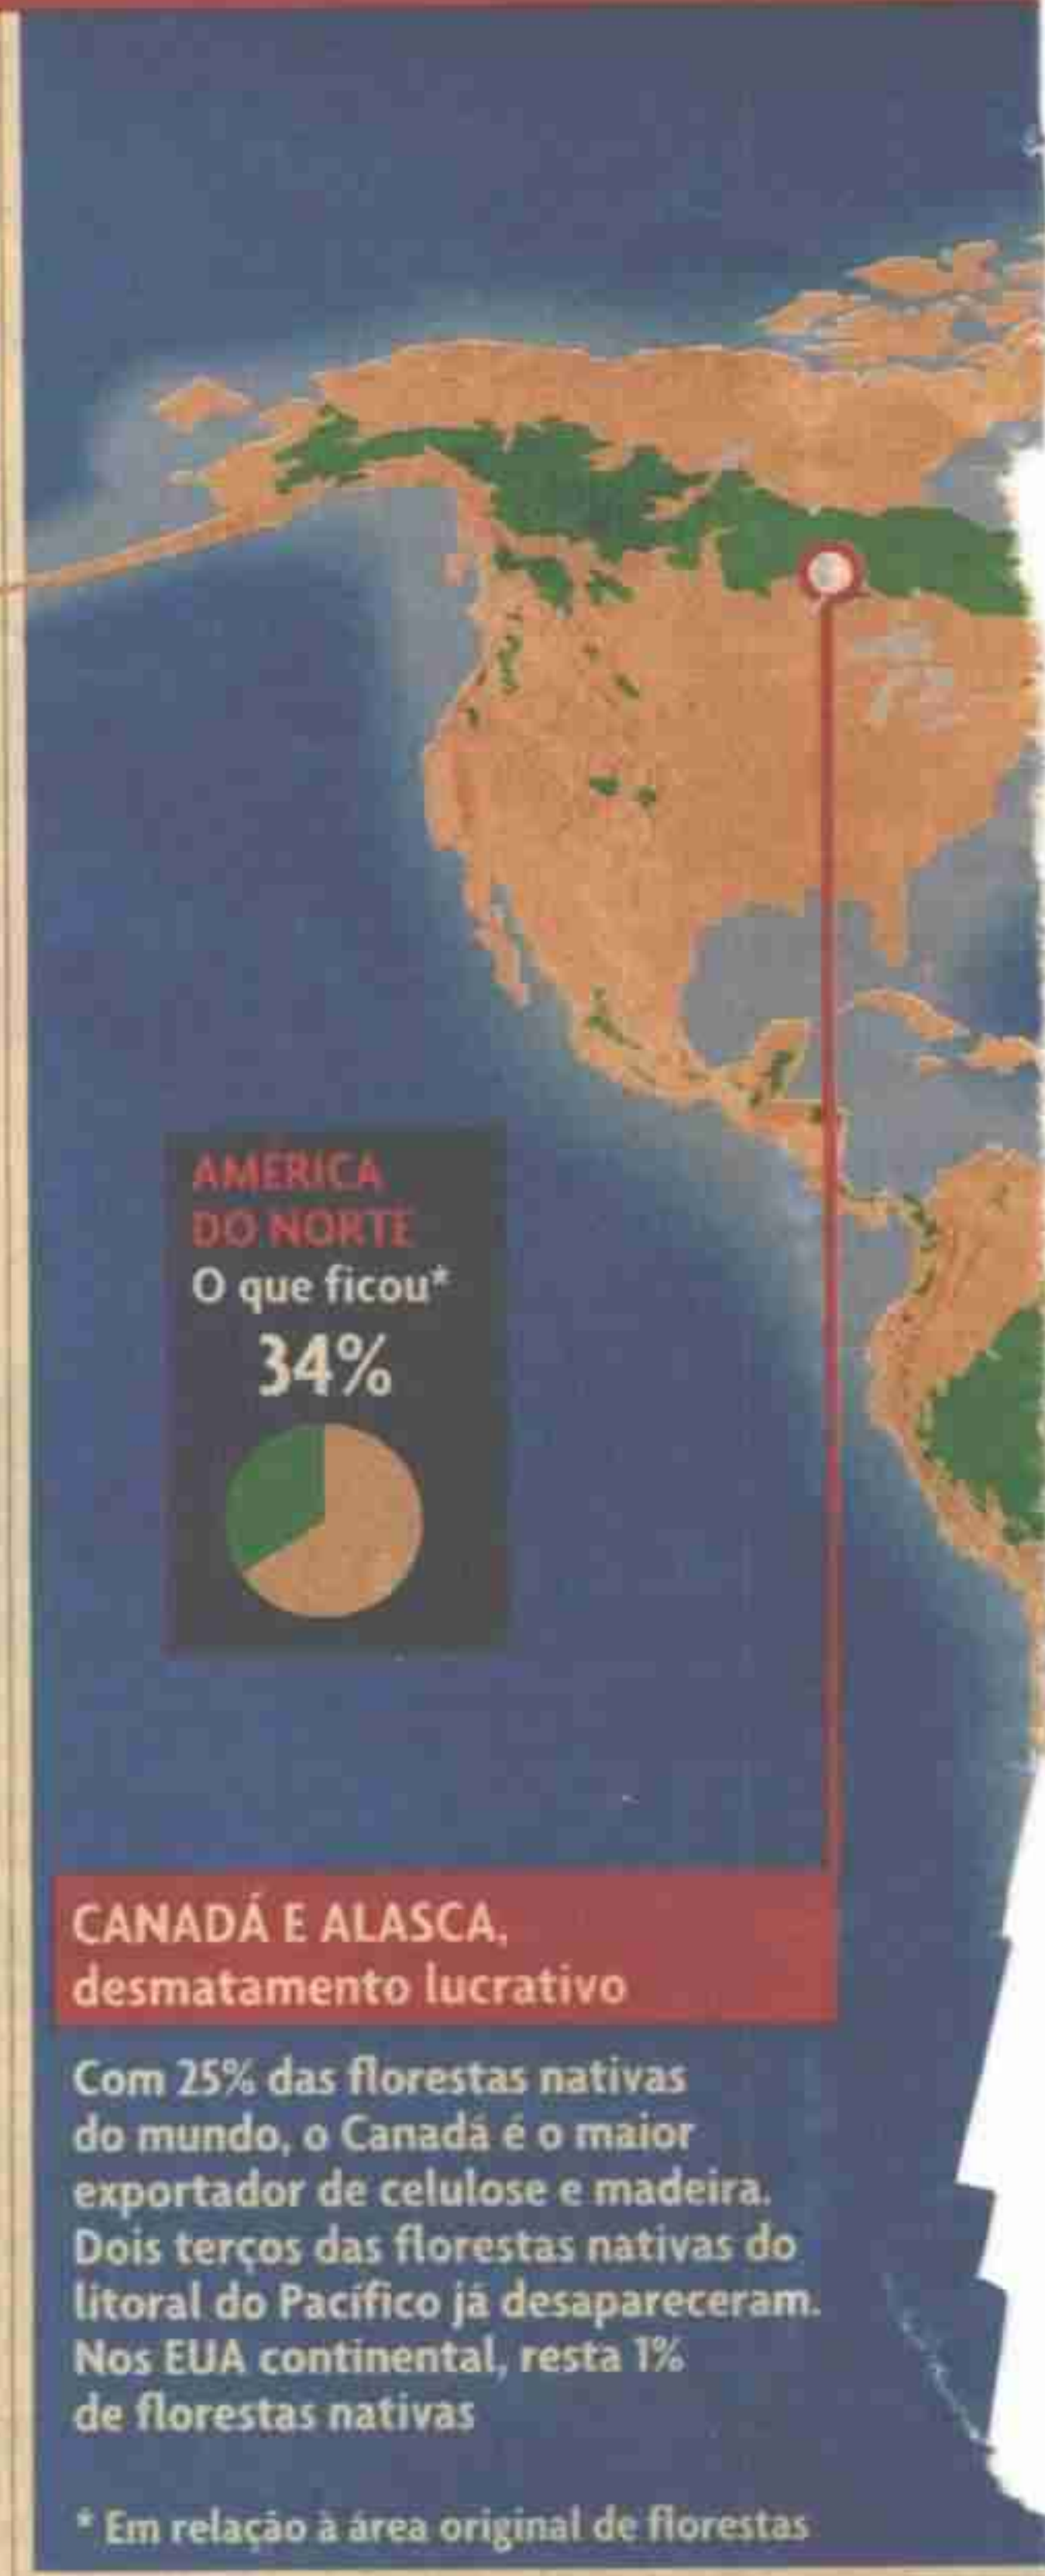 AMÉRICA
DO NORTE
O que ficou*
34%
CANADÁ E ALASCA,
desmatamento lucrativo
Com 25% das florestas nativas
do mundo, o Canadá é o maior
exportador de celulose e madeira.
Dois terços das florestas nativas do
litoral do Pacífico já desapareceram.
Nos EUA continental, resta 1%
de florestas nativas
* Em relação à área original de florestas